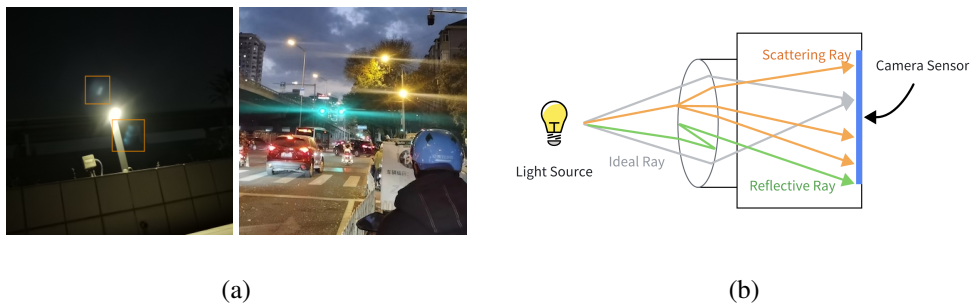 Scattering Ray
Camera Sensor
Light Source
Ideal Ray
Reflective Ray
(a)
(b)